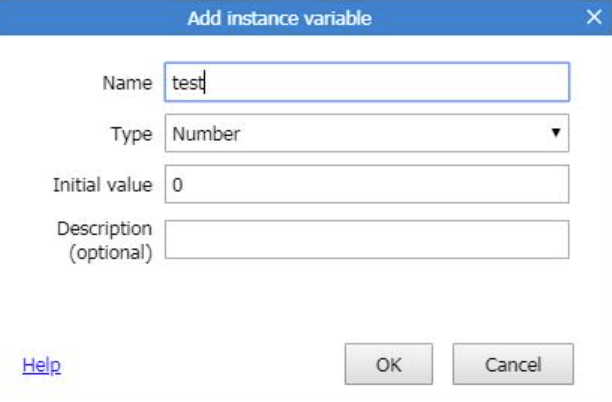 Add instance variable
Name test
Type Number
Initial value 0
Description
(optional)
Help OK Cancel